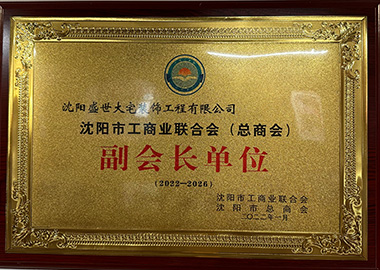 沈阳盛世大宅装饰工程有限公司
沈阳市工商业联合会（总商会）
副会长单位
(2022—2026)
沈阳市工商业联合会
沈阳市总商会
二〇二二年一月